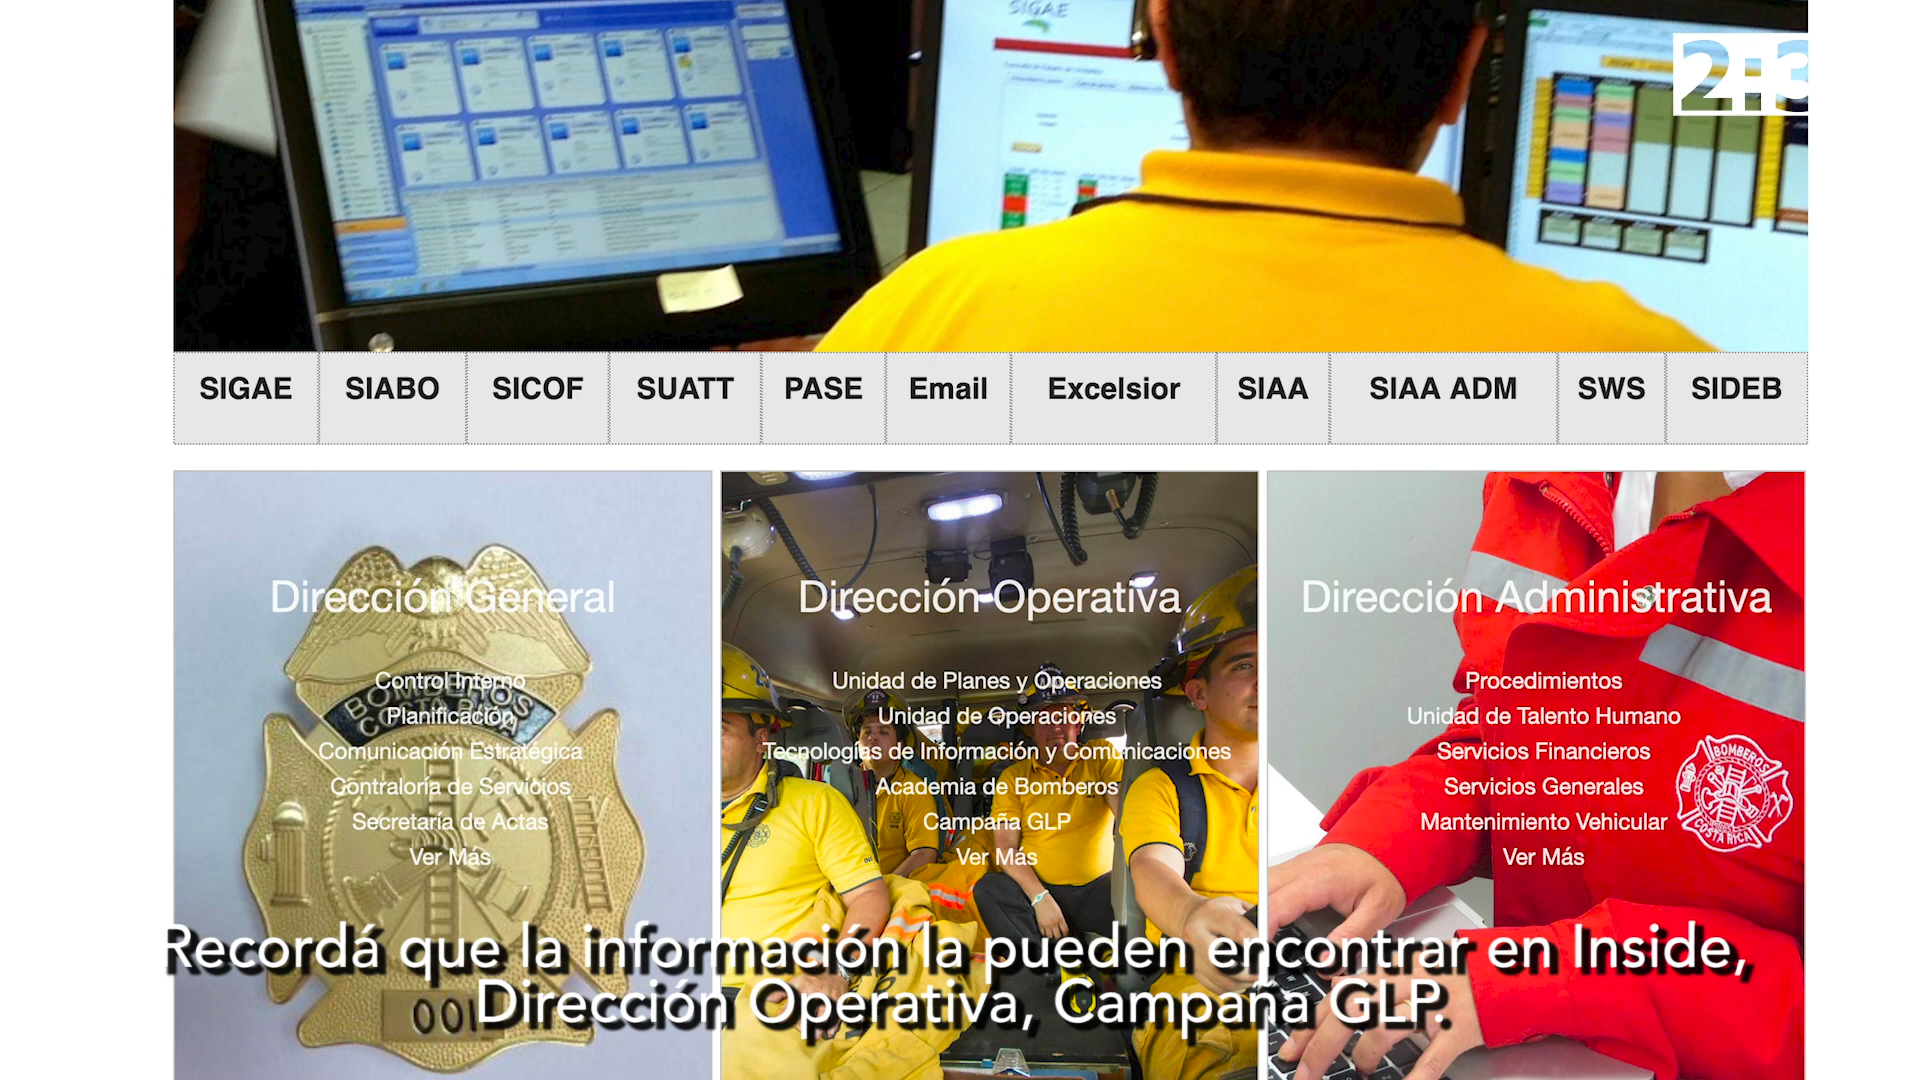 SIGAE
2:3
SIGAE SIABO SICOF SUATT PASE Email Excelsior SIAA SIAA ADM SWS SIDEB
Dirección General
Control Interno
Planificación
Comunicación Estratégica
Contraloría de Servicios
Secretaría de Actas
Ver Más
BOMBEROS
COSTA RICA
001
Dirección Operativa
Unidad de Planes y Operaciones
Unidad de Operaciones
Tecnologías de Información y Comunicaciones
Academia de Bomberos
Campaña GLP
Ver Más
Dirección Administrativa
Procedimientos
Unidad de Talento Humano
Servicios Financieros
Servicios Generales
Mantenimiento Vehicular
Ver Más
BOMBEROS
COSTA RICA
Recordá que la información la pueden encontrar en Inside,
Dirección Operativa, Campaña GLP.